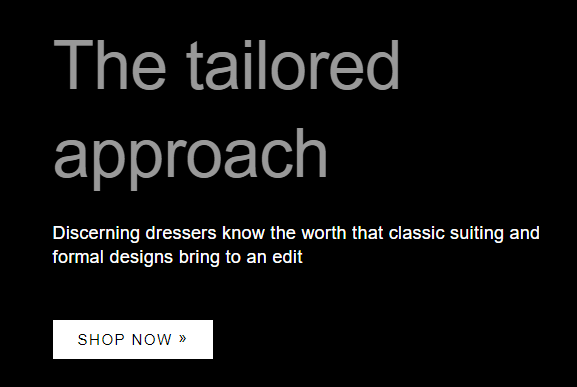 The tailored
approach
Discerning dressers know the worth that classic suiting and
formal designs bring to an edit
SHOP NOW »